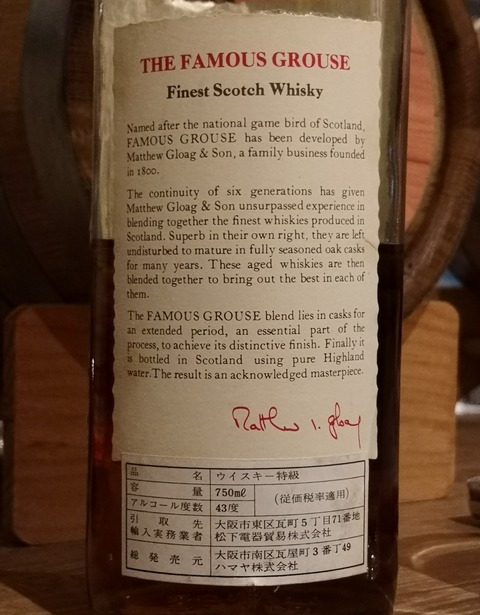 THE FAMOUS GROUSE
Finest Scotch Whisky
Named after the national game bird of Scotland,
FAMOUS GROUSE has been developed by
Matthew Gloag & Son, a family business founded
in 1800.
The continuity of six generations has given
Matthew Gloag & Son unsurpassed experience in
blending together the finest whiskies produced in
Scotland. Superb in their own right, they are left
undisturbed to mature in fully seasoned oak casks
for many years. These aged whiskies are then
blended together to bring out the best in each of
them.
The FAMOUS GROUSE blend lies in casks for
an extended period, an essential part of the
process, to achieve its distinctive finish. Finally it
is bottled in Scotland using pure Highland
water. The result is an acknowledged masterpiece.
Matthew I. Gloag
品名 ウイスキー特級
容量 750mℓ (従価税率適用)
アルコール度数 43度
引取先 大阪市東区瓦町5丁目71番地
輸入実務業者 松下電器貿易株式会社
総発売元 大阪市南区瓦屋町3番丁49
ハマヤ株式会社